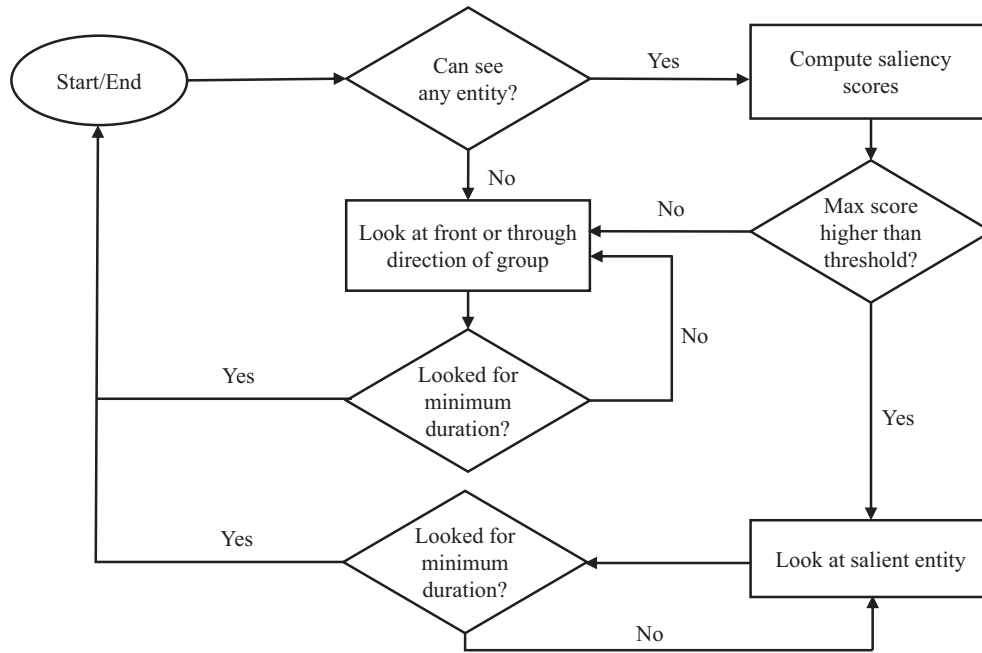 Start/End
Can see
any entity?
Yes
Compute saliency
scores
No
Look at front or through
direction of group
No
Max score
higher than
threshold?
No
Yes
Looked for
minimum
duration?
Yes
Yes
Looked for
minimum
duration?
Look at salient entity
No